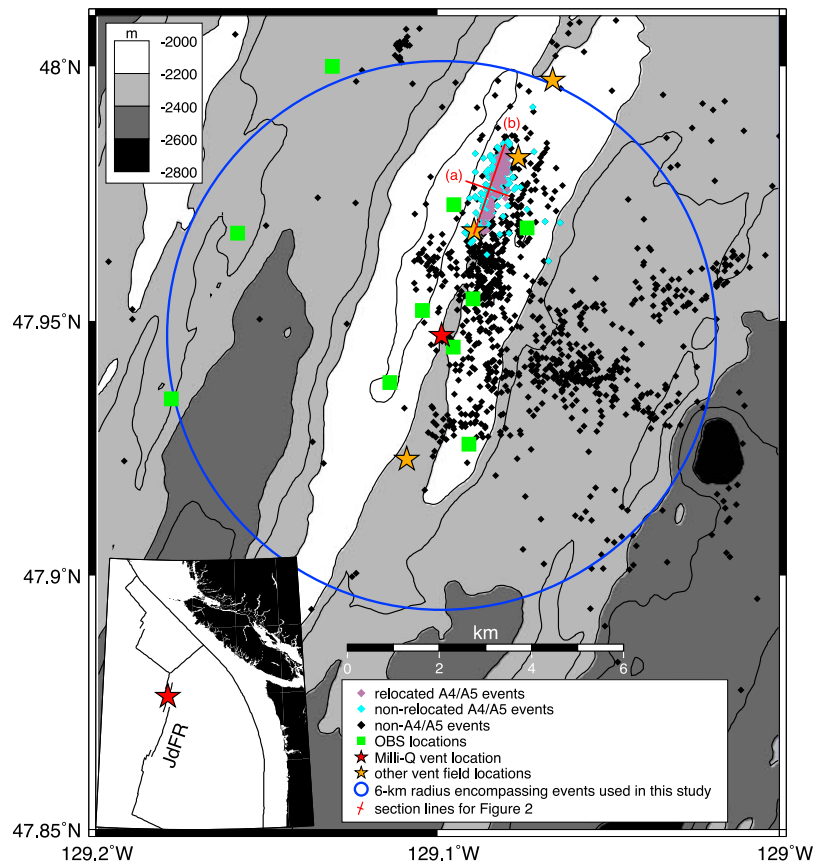 m
-2000
-2200
-2400
-2600
-2800
48˚N
(b)
(a)
47.95˚
47.9˚
47.85˚
129.2˚W
129.1˚
129˚W
km
0 2 4 6
relocated A4/A5 events
non-relocated A4/A5 events
non-A4/A5 events
OBS locations
Milli-Q vent location
other vent field locations
6-km radius encompassing events used in this study
section lines for Figure 2
JdFR